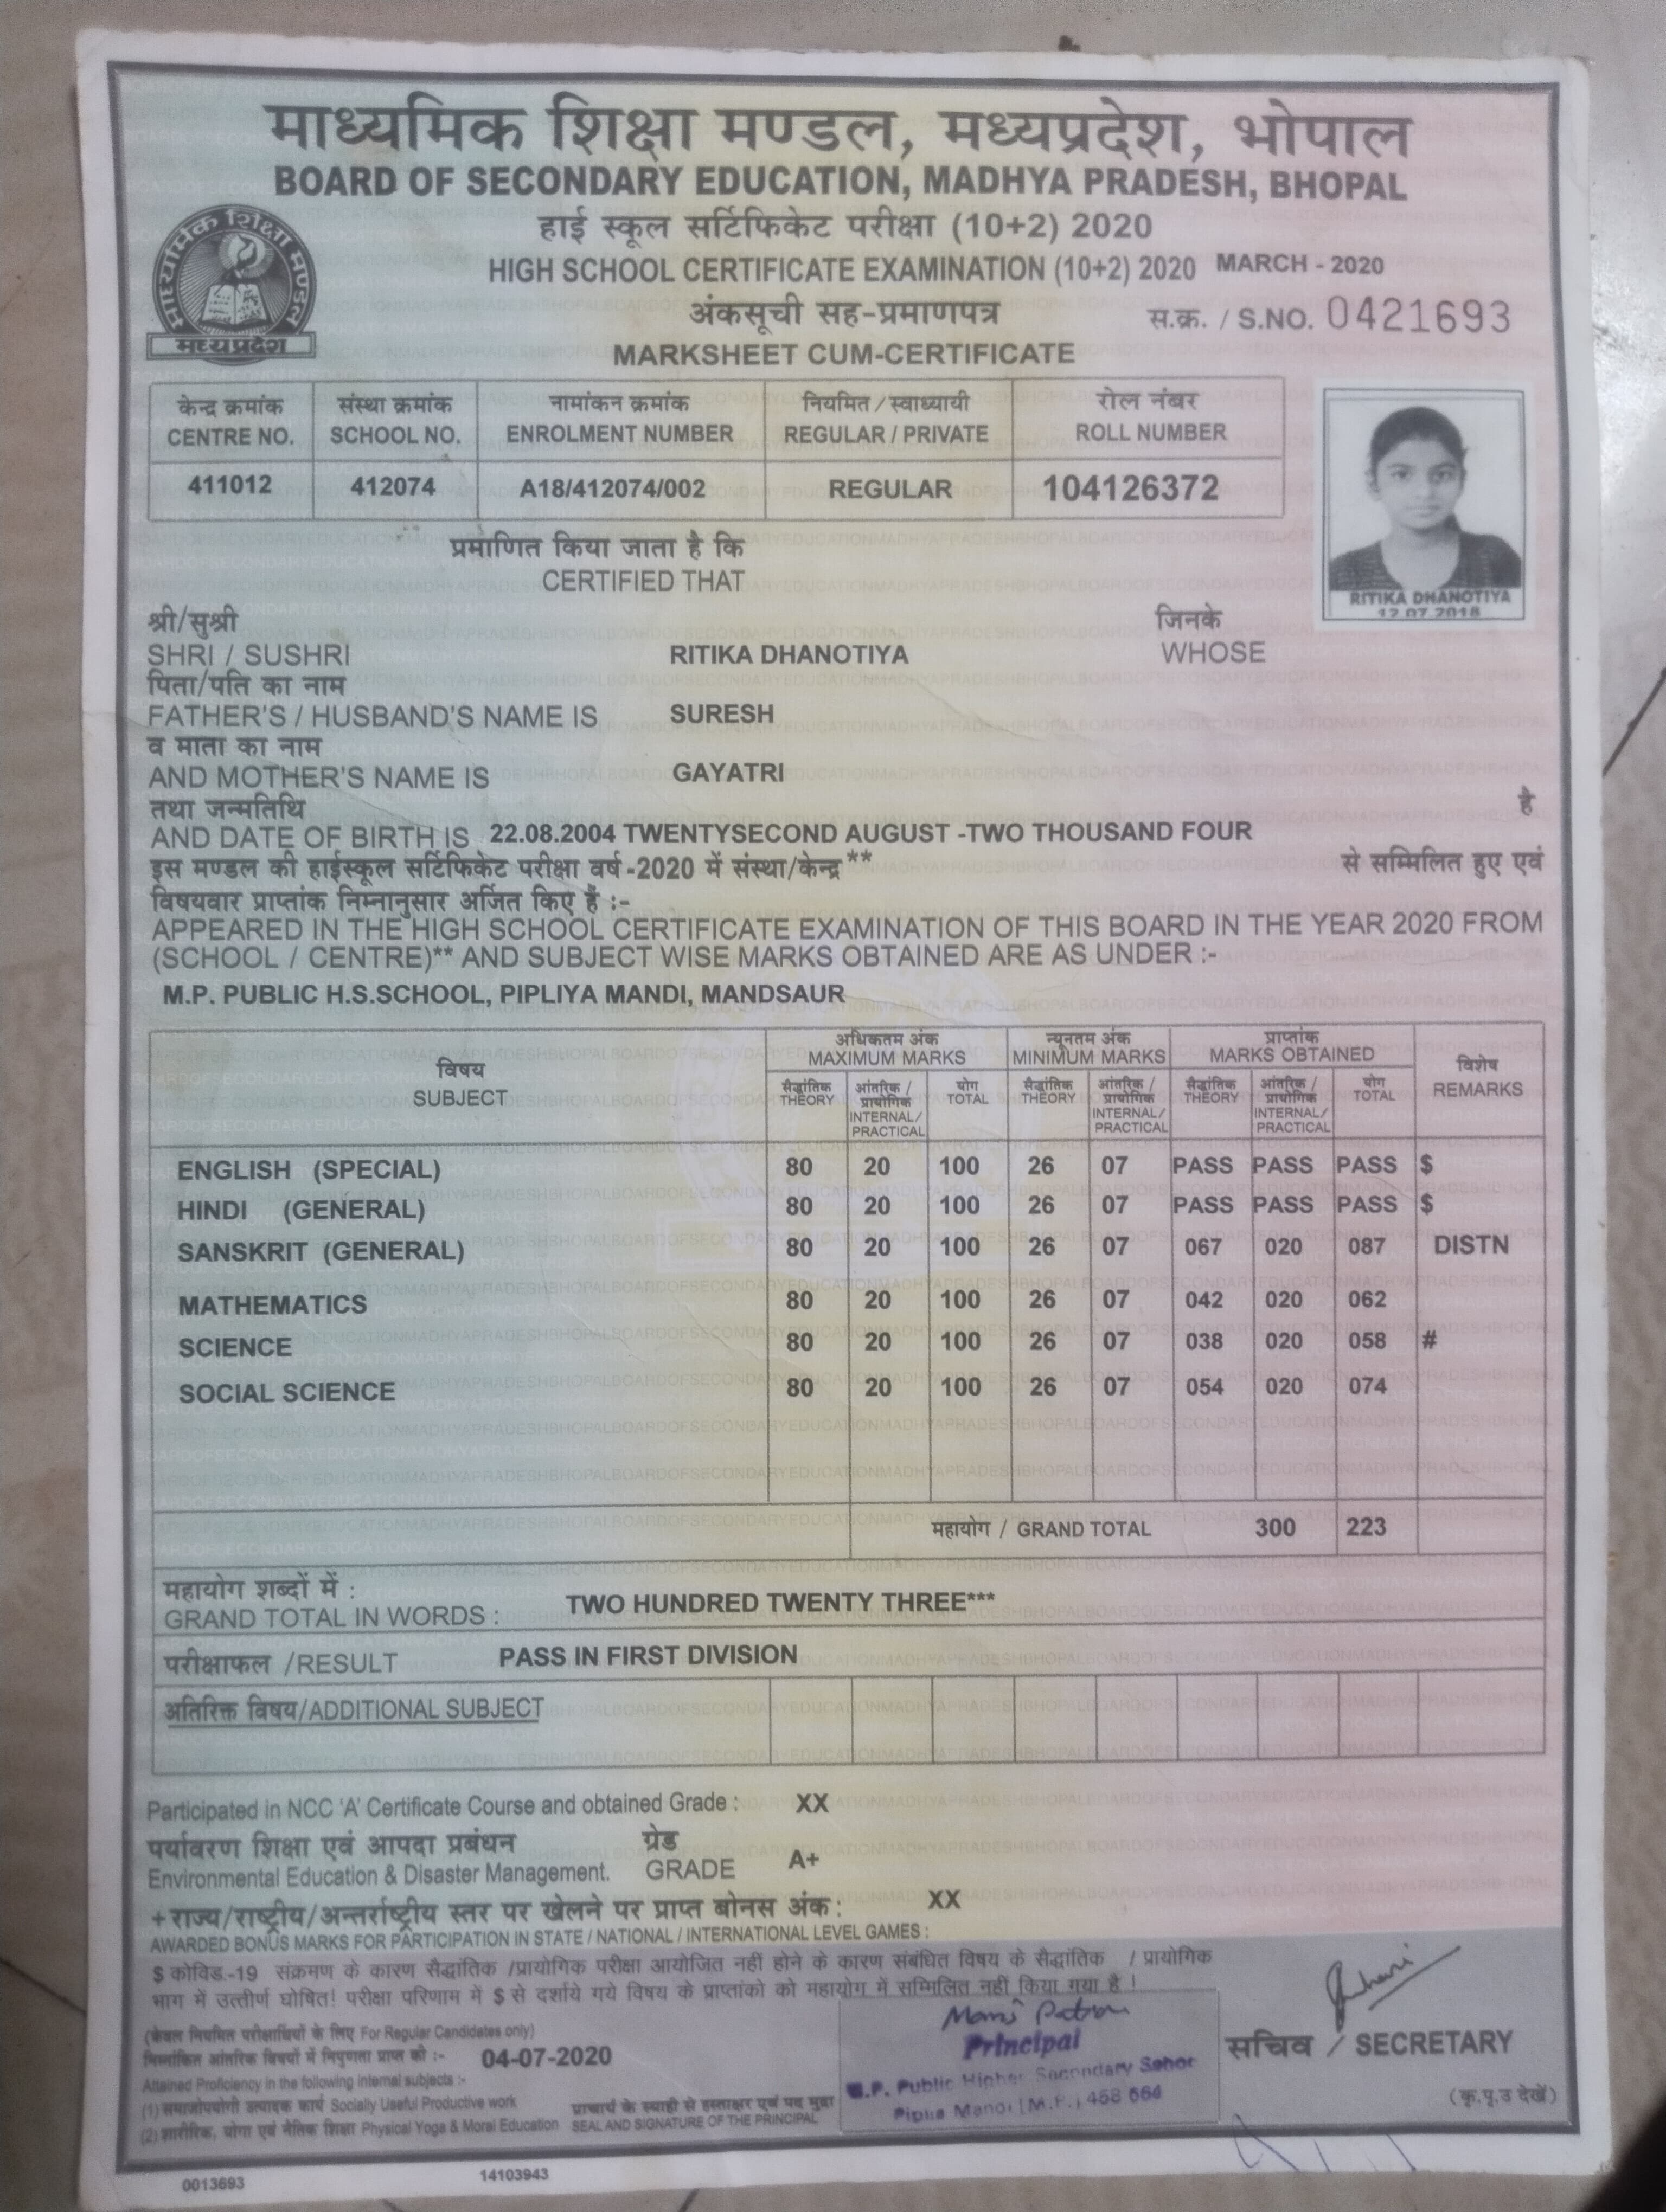 माध्यमिक शिक्षा मण्डल, मध्यप्रदेश, भोपाल
BOARD OF SECONDARY EDUCATION, MADHYA PRADESH, BHOPAL
हाई स्कूल सर्टिफिकेट परीक्षा (10+2) 2020
HIGH SCHOOL CERTIFICATE EXAMINATION (10+2) 2020 MARCH - 2020
अंकसूची सह-प्रमाणपत्र
स.क्र. / S.NO. 0421693
MARKSHEET CUM-CERTIFICATE
माध्यमिक शिक्षा मण्डल
मध्यप्रदेश
केन्द्र क्रमांक संस्था क्रमांक नामांकन क्रमांक नियमित / स्वाध्यायी रोल नंबर
CENTRE NO. SCHOOL NO. ENROLMENT NUMBER REGULAR / PRIVATE ROLL NUMBER
411012 412074 A18/412074/002 REGULAR 104126372
RITIKA DHANOTIYA
12.07.2018
प्रमाणित किया जाता है कि
CERTIFIED THAT
श्री/सुश्री जिनके
SHRI / SUSHRI RITIKA DHANOTIYA WHOSE
पिता/पति का नाम
FATHER'S / HUSBAND'S NAME IS SURESH
व माता का नाम
AND MOTHER'S NAME IS GAYATRI
तथा जन्मतिथि है
AND DATE OF BIRTH IS 22.08.2004 TWENTYSECOND AUGUST -TWO THOUSAND FOUR
इस मण्डल की हाईस्कूल सर्टिफिकेट परीक्षा वर्ष-2020 में संस्था/केन्द्र** से सम्मिलित हुए एवं
विषयवार प्राप्तांक निम्नानुसार अर्जित किए है :-
APPEARED IN THE HIGH SCHOOL CERTIFICATE EXAMINATION OF THIS BOARD IN THE YEAR 2020 FROM
(SCHOOL / CENTRE)** AND SUBJECT WISE MARKS OBTAINED ARE AS UNDER :-
M.P. PUBLIC H.S.SCHOOL, PIPLIYA MANDI, MANDSAUR
विषय अधिकतम अंक न्यूनतम अंक प्राप्तांक विशेष
SUBJECT MAXIMUM MARKS MINIMUM MARKS MARKS OBTAINED REMARKS
सैद्धांतिक आंतरिक / योग सैद्धांतिक आंतरिक / सैद्धांतिक आंतरिक / योग
THEORY प्रायोगिक TOTAL THEORY प्रायोगिक THEORY प्रायोगिक TOTAL
INTERNAL/ INTERNAL/ INTERNAL/
PRACTICAL PRACTICAL PRACTICAL
ENGLISH (SPECIAL) 80 20 100 26 07 PASS PASS PASS $
HINDI (GENERAL) 80 20 100 26 07 PASS PASS PASS $
SANSKRIT (GENERAL) 80 20 100 26 07 067 020 087 DISTN
MATHEMATICS 80 20 100 26 07 042 020 062
SCIENCE 80 20 100 26 07 038 020 058 #
SOCIAL SCIENCE 80 20 100 26 07 054 020 074
महायोग / GRAND TOTAL 300 223
महायोग शब्दों में :
GRAND TOTAL IN WORDS : TWO HUNDRED TWENTY THREE***
परीक्षाफल /RESULT PASS IN FIRST DIVISION
अतिरिक्त विषय/ADDITIONAL SUBJECT
Participated in NCC 'A' Certificate Course and obtained Grade : XX
पर्यावरण शिक्षा एवं आपदा प्रबंधन ग्रेड
Environmental Education & Disaster Management. GRADE A+
+राज्य/राष्ट्रीय/अन्तर्राष्ट्रीय स्तर पर खेलने पर प्राप्त बोनस अंक: XX
AWARDED BONUS MARKS FOR PARTICIPATION IN STATE / NATIONAL / INTERNATIONAL LEVEL GAMES :
$ कोविड.-19 संक्रमण के कारण सैद्धांतिक /प्रायोगिक परीक्षा आयोजित नहीं होने के कारण संबंधित विषय के सैद्धांतिक / प्रायोगिक
भाग में उत्तीर्ण घोषित! परीक्षा परिणाम में $ से दर्शाये गये विषय के प्राप्तांको को महायोग में सम्मिलित नहीं किया गया है !
(केवल नियमित परीक्षार्थियों के लिए For Regular Candidates only)
निम्नांकित आंतरिक विषयों में निपुणता प्राप्त की :- 04-07-2020
Attained Proficiency in the following internal subjects :-
(1) समाजोपयोगी उत्पादक कार्य Socially Useful Productive work प्राचार्य के स्याही से हस्ताक्षर एवं पद मुद्रा
(2) शारीरिक, योगा एवं नैतिक शिक्षा Physical Yoga & Moral Education SEAL AND SIGNATURE OF THE PRINCIPAL
Principal
M.P. Public Higher Secondary
458 664
सचिव / SECRETARY
(कृ.पृ.उ देखें)
0013693 14103943